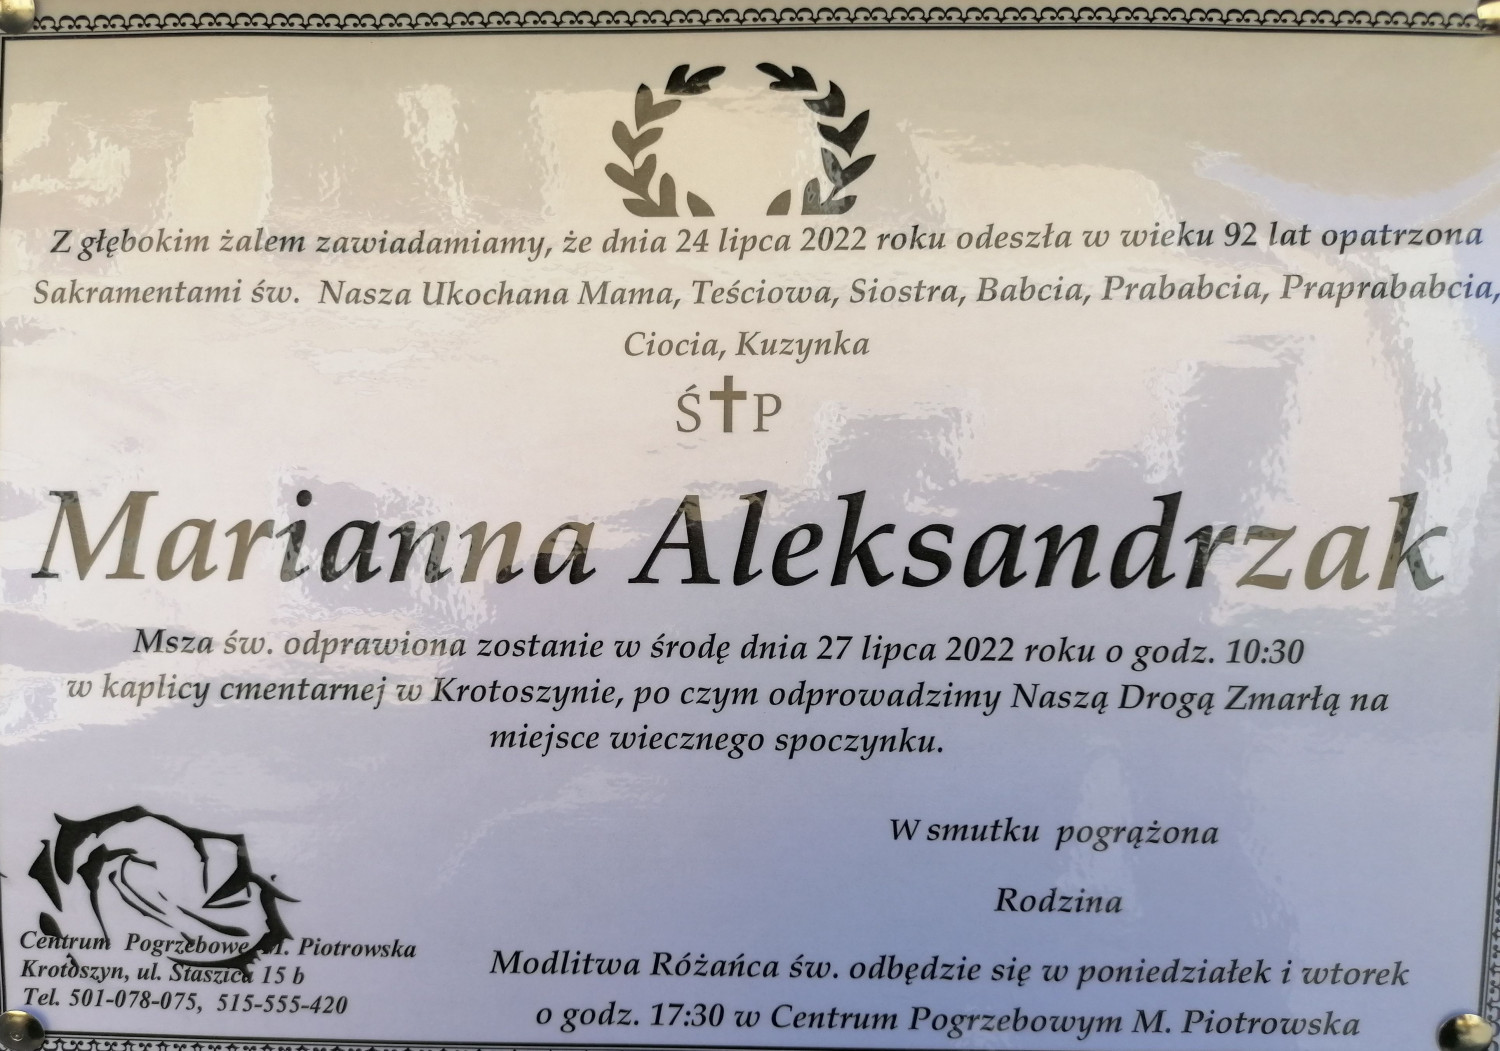 Z głębokim żalem zawiadamiamy, że dnia 24 lipca 2022 roku odeszła w wieku 92 lat opatrzona
Sakramentami św. Nasza Ukochana Mama, Teściowa, Siostra, Babcia, Prababcia, Praprababcia,
Ciocia, Kuzynka
Ś✝P
Marianna Aleksandrzak
Msza św. odprawiona zostanie w środę dnia 27 lipca 2022 roku o godz. 10:30
w kaplicy cmentarnej w Krotoszynie, po czym odprowadzimy Naszą Drogą Zmarłą na
miejsce wiecznego spoczynku.
W smutku pogrążona
Rodzina
Centrum Pogrzebowe M. Piotrowska
Krotoszyn, ul. Staszica 15 b
Tel. 501-078-075, 515-555-420
Modlitwa Różańca św. odbędzie się w poniedziałek i wtorek
o godz. 17:30 w Centrum Pogrzebowym M. Piotrowska